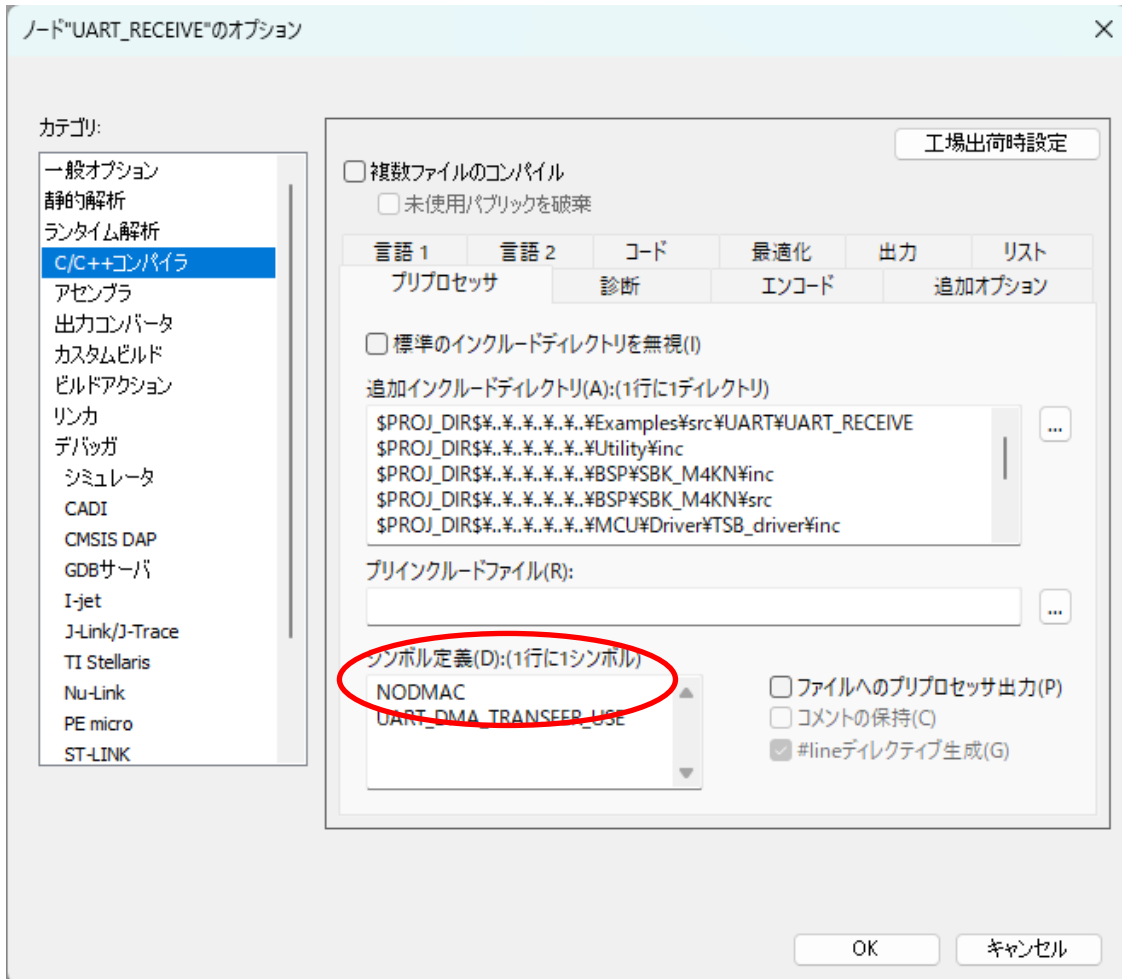 ノード"UART_RECEIVE"のオプション
カテゴリ:
一般オプション
静的解析
ランタイム解析
C/C++コンパイラ
アセンブラ
出力コンバータ
カスタムビルド
ビルドアクション
リンカ
デバッガ
シミュレータ
CADI
CMSIS DAP
GDBサーバ
I-jet
J-Link/J-Trace
TI Stellaris
Nu-Link
PE micro
ST-LINK
工場出荷時設定
複数ファイルのコンパイル
未使用パブリックを破棄
言語 1 言語 2 コード 最適化 出力 リスト
プリプロセッサ 診断 エンコード 追加オプション
標準のインクルードディレクトリを無視(I)
追加インクルードディレクトリ(A):(1行に1ディレクトリ)
$PROJ_DIR$¥..¥..¥..¥..¥..¥Examples¥src¥UART¥UART_RECEIVE
$PROJ_DIR$¥..¥..¥..¥..¥..¥Utility¥inc
$PROJ_DIR$¥..¥..¥..¥..¥..¥BSP¥SBK_M4KN¥inc
$PROJ_DIR$¥..¥..¥..¥..¥..¥BSP¥SBK_M4KN¥src
$PROJ_DIR$¥..¥..¥..¥..¥..¥MCU¥Driver¥TSB_driver¥inc
...
プリインクルードファイル(R):
...
シンボル定義(D):(1行に1シンボル)
NODMAC
UART_DMA_TRANSFER_USE
ファイルへのプリプロセッサ出力(P)
コメントの保持(C)
#lineディレクティブ生成(G)
OK
キャンセル